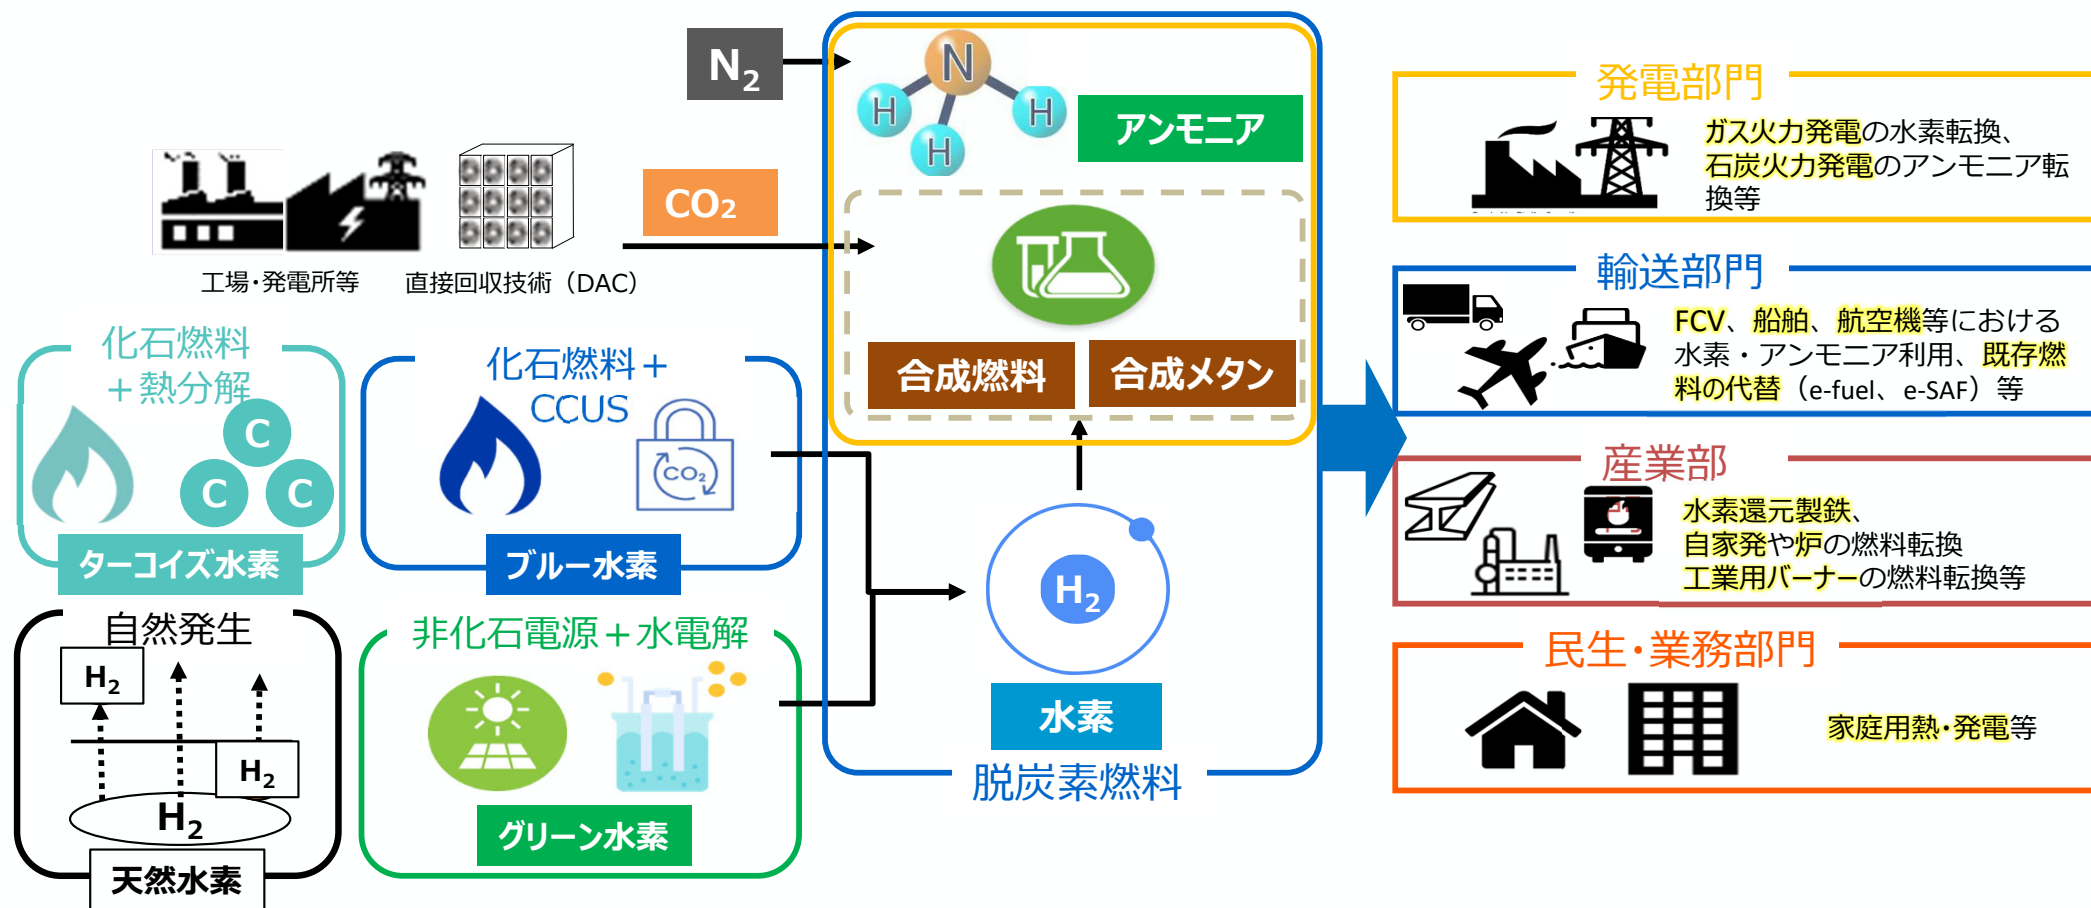 N2
N
H
H
H
アンモニア
CO2
工場・発電所等
直接回収技術（DAC）
合成燃料
合成メタン
化石燃料
＋熱分解
C
C
C
ターコイズ水素
化石燃料＋
CCUS
CO2
ブルー水素
自然発生
H2
H2
H2
天然水素
非化石電源＋水電解
グリーン水素
H2
水素
脱炭素燃料
発電部門
ガス火力発電の水素転換、
石炭火力発電のアンモニア転
換等
輸送部門
FCV、船舶、航空機等における
水素・アンモニア利用、既存燃
料の代替（e-fuel、e-SAF）等
産業部
水素還元製鉄、
自家発や炉の燃料転換
工業用バーナーの燃料転換等
民生・業務部門
家庭用熱・発電等